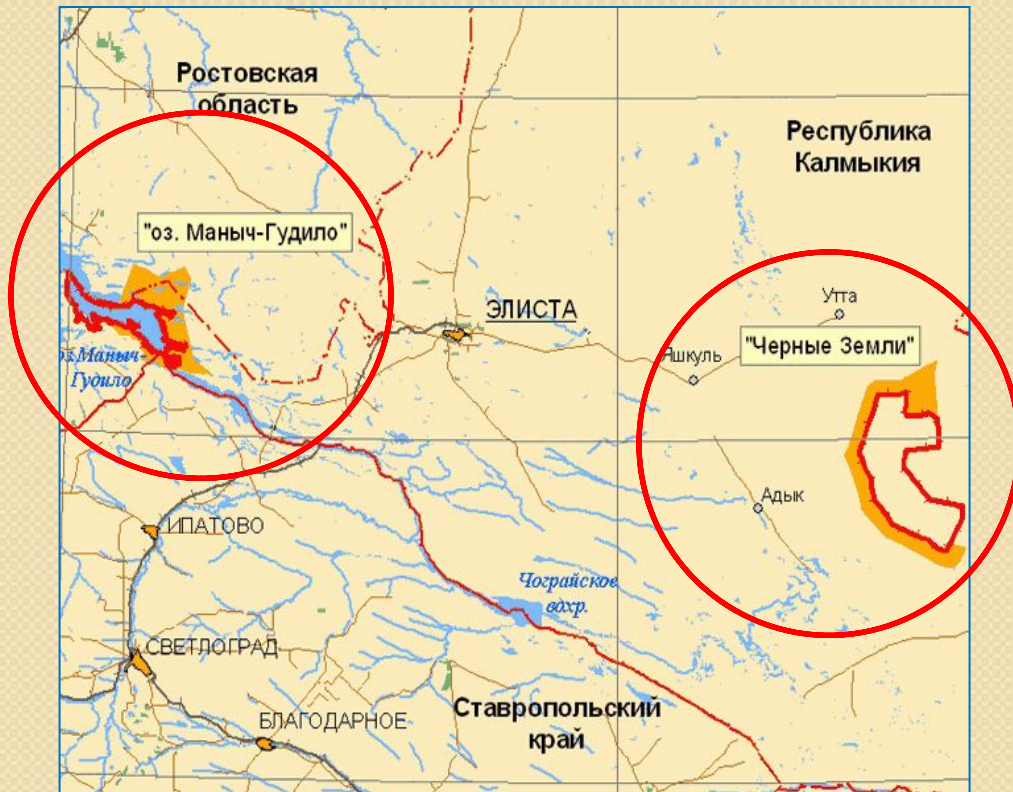 Ростовская
область
Республика
Калмыкия
"оз. Маныч-Гудило"
Утта
ЭЛИСТА
"Черные Земли"
оз.Маныч-
Гудило
Яшкуль
Адык
ИПАТОВО
Чограйское
вдхр.
СВЕТЛОГРАД
Ставропольский
край
БЛАГОДАРНОЕ